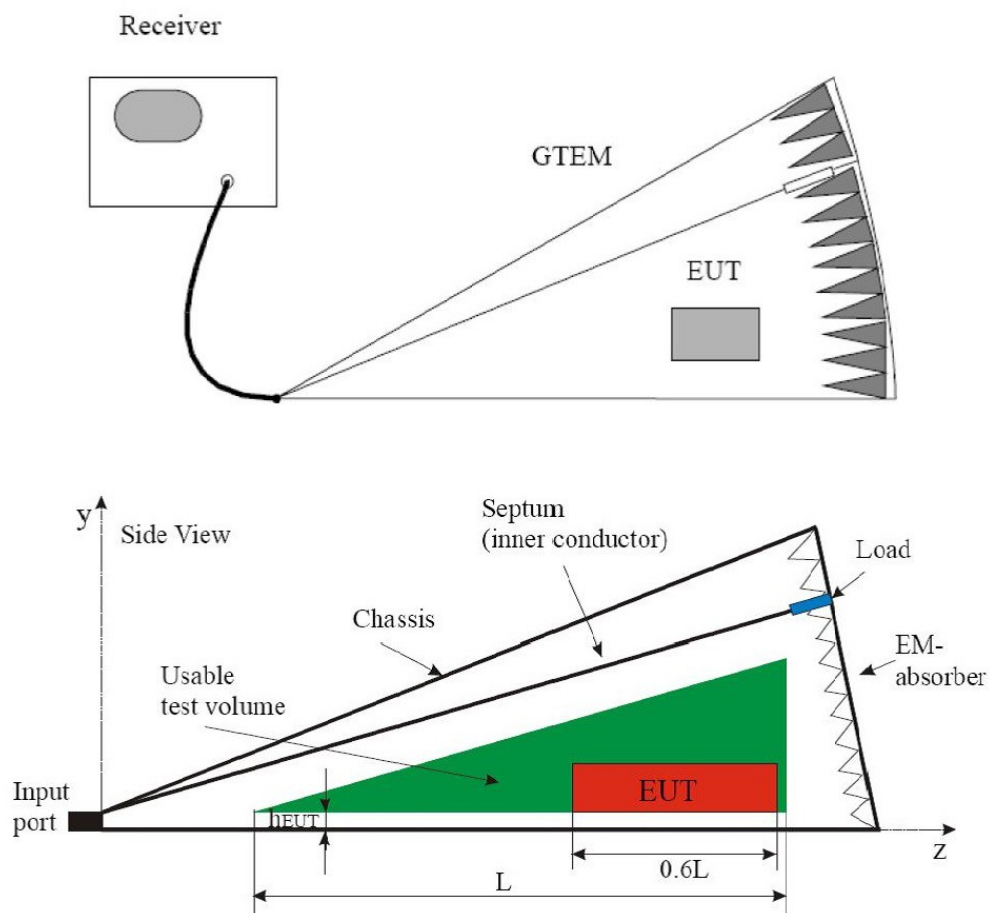 Receiver
GTEM
EUT
y
Side View
Septum
(inner conductor)
Load
Chassis
EM-
absorber
Usable
test volume
Input
port
EUT
hEUT
z
0.6L
L